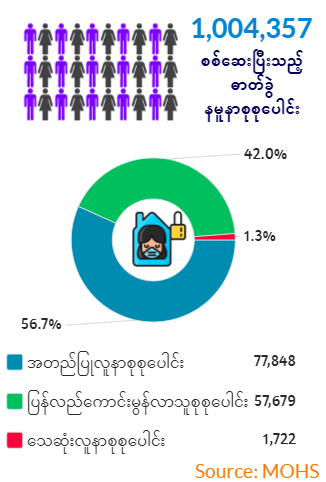 1,004,357
စစ်ဆေးပြီးသည့်
ဓာတ်ခွဲ
နမူနာစုစုပေါင်း
42.0%
1.3%
56.7%
အတည်ပြုလူနာစုစုပေါင်း 77,848
ပြန်လည်ကောင်းမွန်လာသူစုစုပေါင်း 57,679
သေဆုံးလူနာစုစုပေါင်း 1,722
Source: MOHS